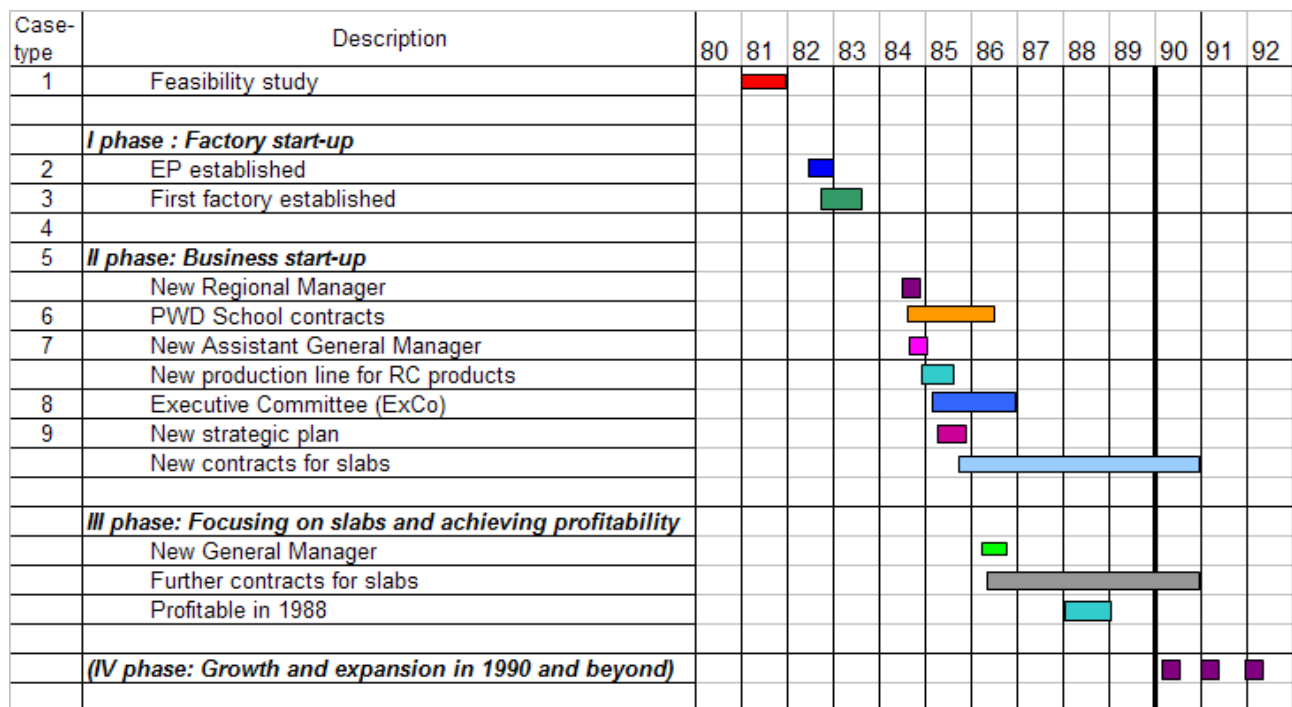 Case-type Description 80 81 82 83 84 85 86 87 88 89 90 91 92
1 Feasibility study
I phase : Factory start-up
2 EP established
3 First factory established
4
5 II phase: Business start-up
New Regional Manager
6 PWD School contracts
7 New Assistant General Manager
New production line for RC products
8 Executive Committee (ExCo)
9 New strategic plan
New contracts for slabs
III phase: Focusing on slabs and achieving profitability
New General Manager
Further contracts for slabs
Profitable in 1988
(IV phase: Growth and expansion in 1990 and beyond)